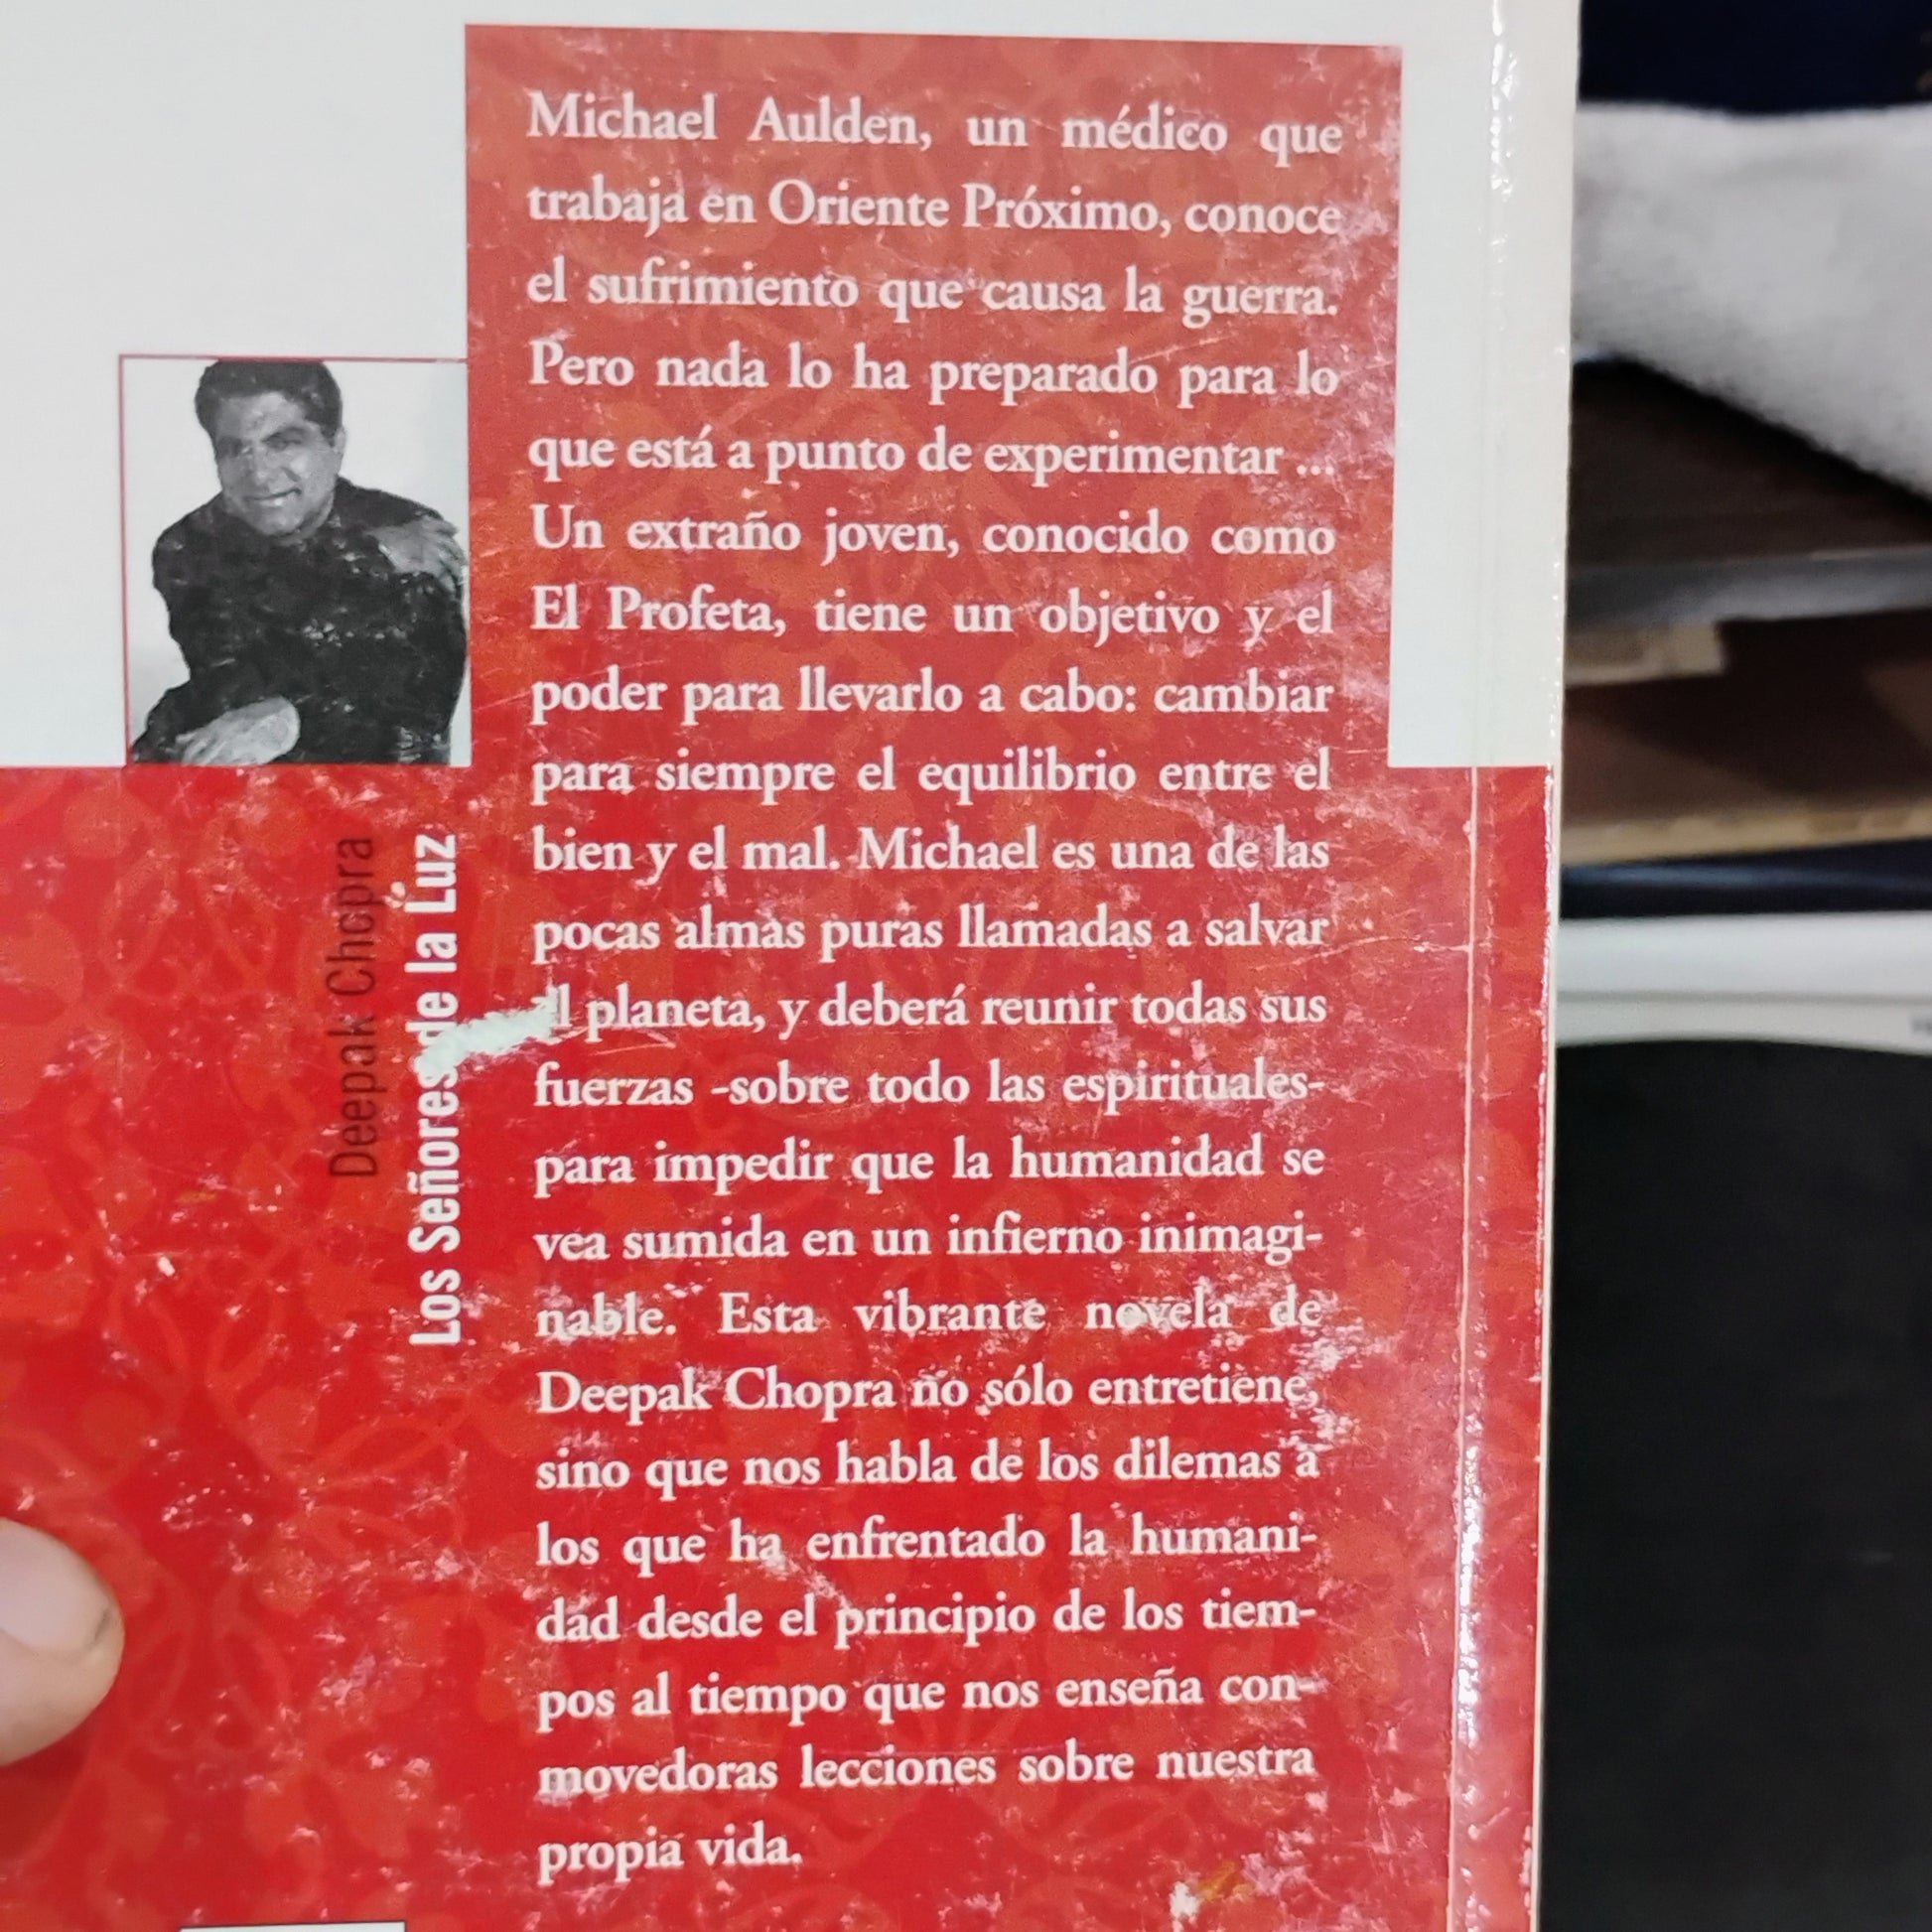 Michael Aulden, un médico que
trabaja en Oriente Próximo, conoce
el sufrimiento que causa la guerra.
Pero nada lo ha preparado para lo
que está a punto de experimentar ...
Un extraño joven, conocido como
El Profeta, tiene un objetivo y el
poder para llevarlo a cabo: cambiar
para siempre el equilibrio entre el
bien y el mal. Michael es una de las
pocas almas puras llamadas a salvar
el planeta, y deberá reunir todas sus
fuerzas -sobre todo las espirituales-
para impedir que la humanidad se
vea sumida en un infierno inimagi-
nable. Esta vibrante novela de
Deepak Chopra no sólo entretiene,
sino que nos habla de los dilemas a
los que ha enfrentado la humani-
dad desde el principio de los tiem-
pos al tiempo que nos enseña con-
movedoras lecciones sobre nuestra
propia vida.
Deepak Chopra
Los Señores de la Luz